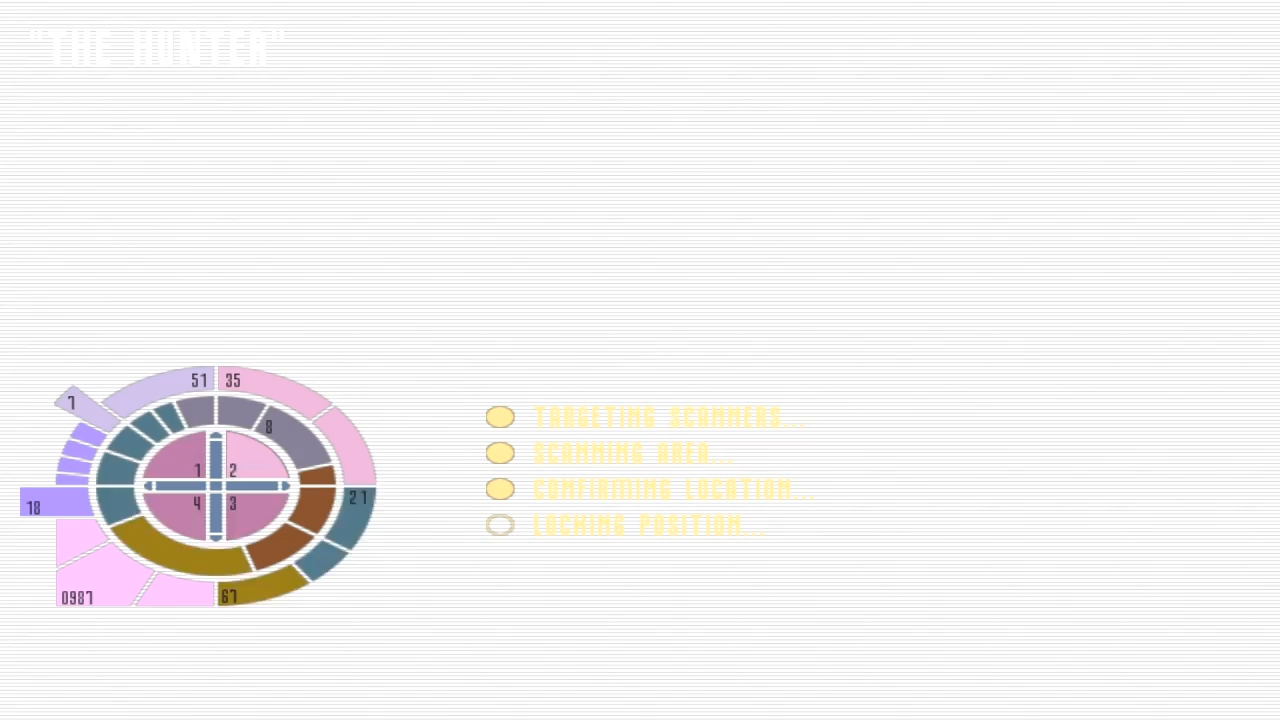 "THE HUNTER"
51 35
7
8
1 2
4 3
21
18
0987
67
TARGETING SCANNERS...
SCANNING AREA...
CONFIRMING LOCATION...
LOCKING POSITION...